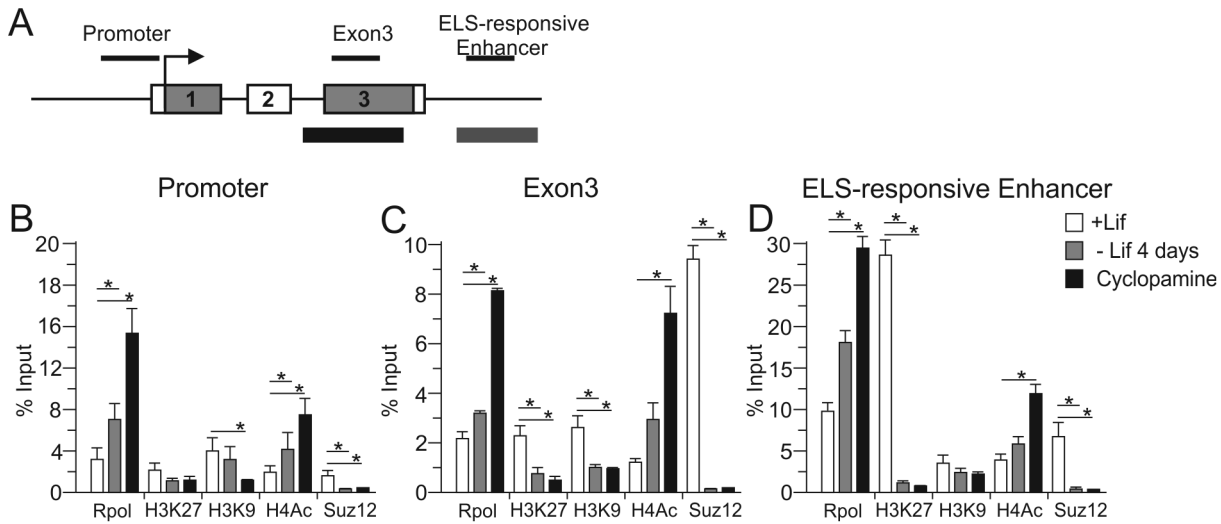 A
Promoter
Exon3
ELS-responsive
Enhancer
1
2
3
Promoter
Exon3
ELS-responsive Enhancer
B
C
D
+Lif
- Lif 4 days
Cyclopamine
% Input
20
16
12
8
4
0
* * * * * * *
Rpol H3K27 H3K9 H4Ac Suz12
% Input
10
8
6
4
2
0
* * * * * * * * *
Rpol H3K27 H3K9 H4Ac Suz12
% Input
30
25
20
15
10
5
0
* * * * * * *
Rpol H3K27 H3K9 H4Ac Suz12